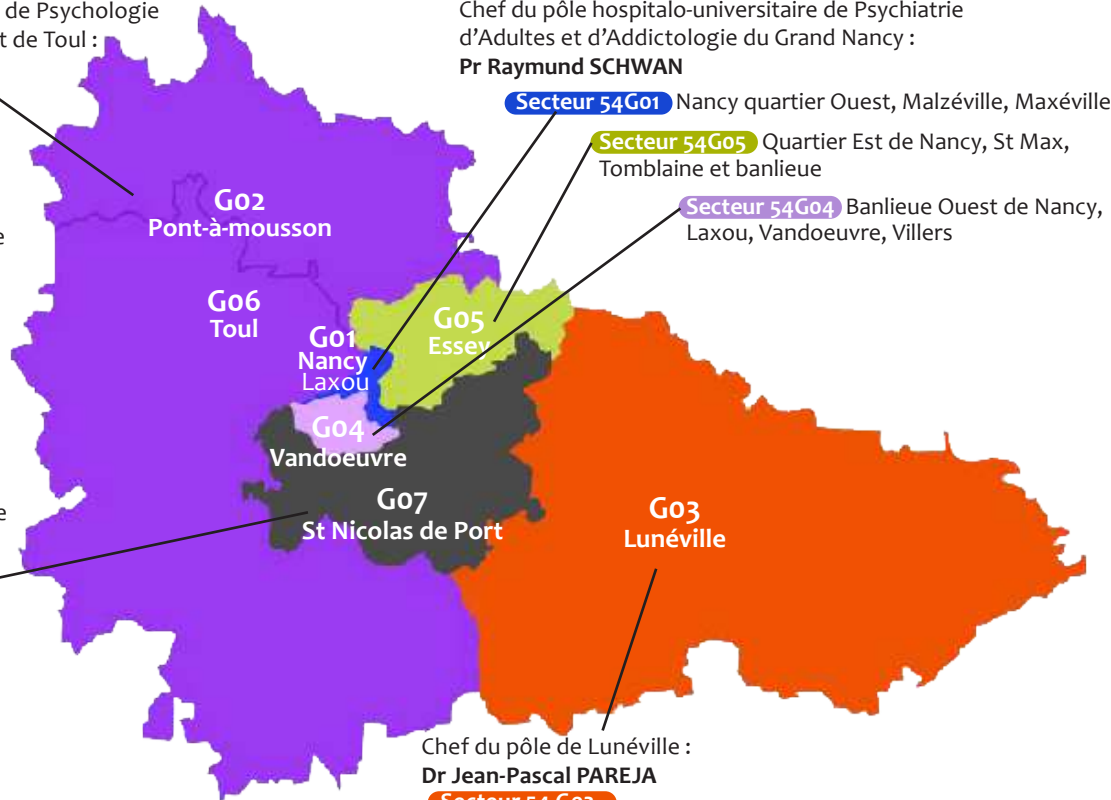 de Psychologie
t de Toul :
Chef du pôle hospitalo-universitaire de Psychiatrie
d'Adultes et d'Addictologie du Grand Nancy :
Pr Raymund SCHWAN
Secteur 54G01 Nancy quartier Ouest, Malzéville, Maxéville
Secteur 54G05 Quartier Est de Nancy, St Max,
Tomblaine et banlieue
Secteur 54G04 Banlieue Ouest de Nancy,
Laxou, Vandoeuvre, Villers
G02
Pont-à-mousson
e
G06
Toul
G01
Nancy
Laxou
G05
Essey
G04
Vandoeuvre
G07
St Nicolas de Port
e
G03
Lunéville
Chef du pôle de Lunéville :
Dr Jean-Pascal PAREJA
Secteur 54 G03